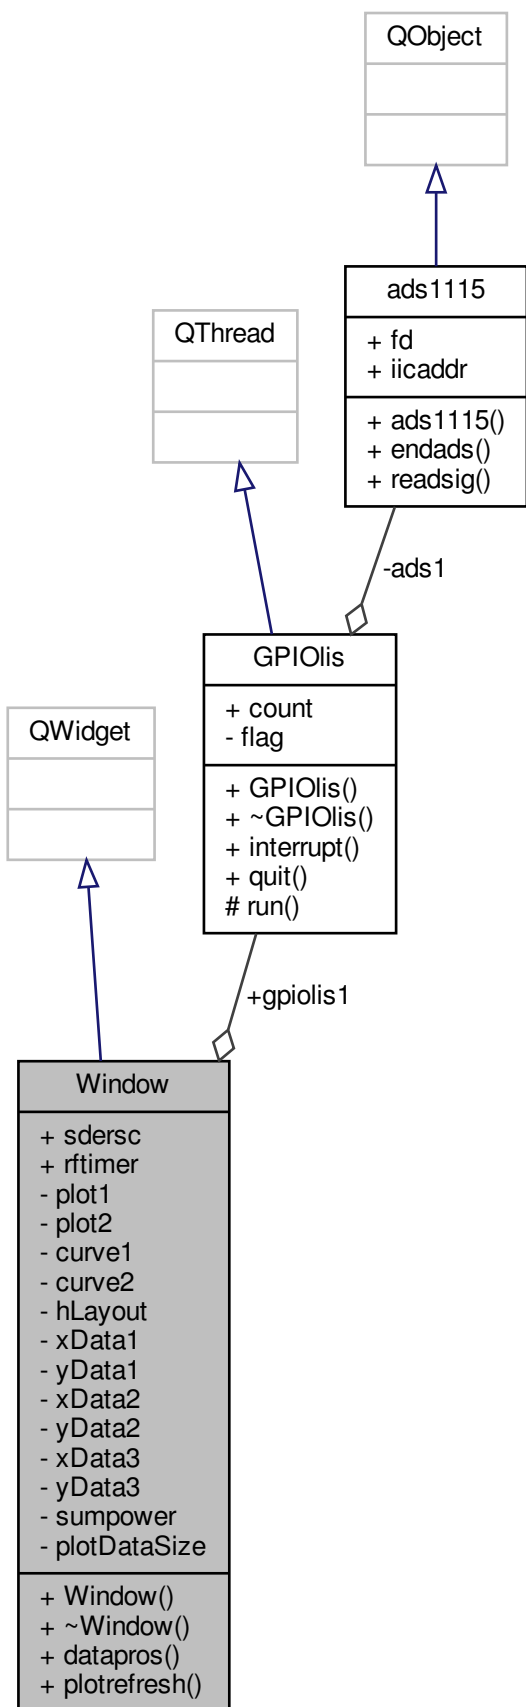 QObject
ads1115
+ fd
+ iicaddr
+ ads1115()
+ endads()
+ readsig()
QThread
-ads1
GPIOlis
+ count
- flag
+ GPIOlis()
+ ~GPIOlis()
+ interrupt()
+ quit()
# run()
QWidget
+gpiolis1
Window
+ sdersc
+ rftimer
- plot1
- plot2
- curve1
- curve2
- hLayout
- xData1
- yData1
- xData2
- yData2
- xData3
- yData3
- sumpower
- plotDataSize
+ Window()
+ ~Window()
+ datapros()
+ plotrefresh()